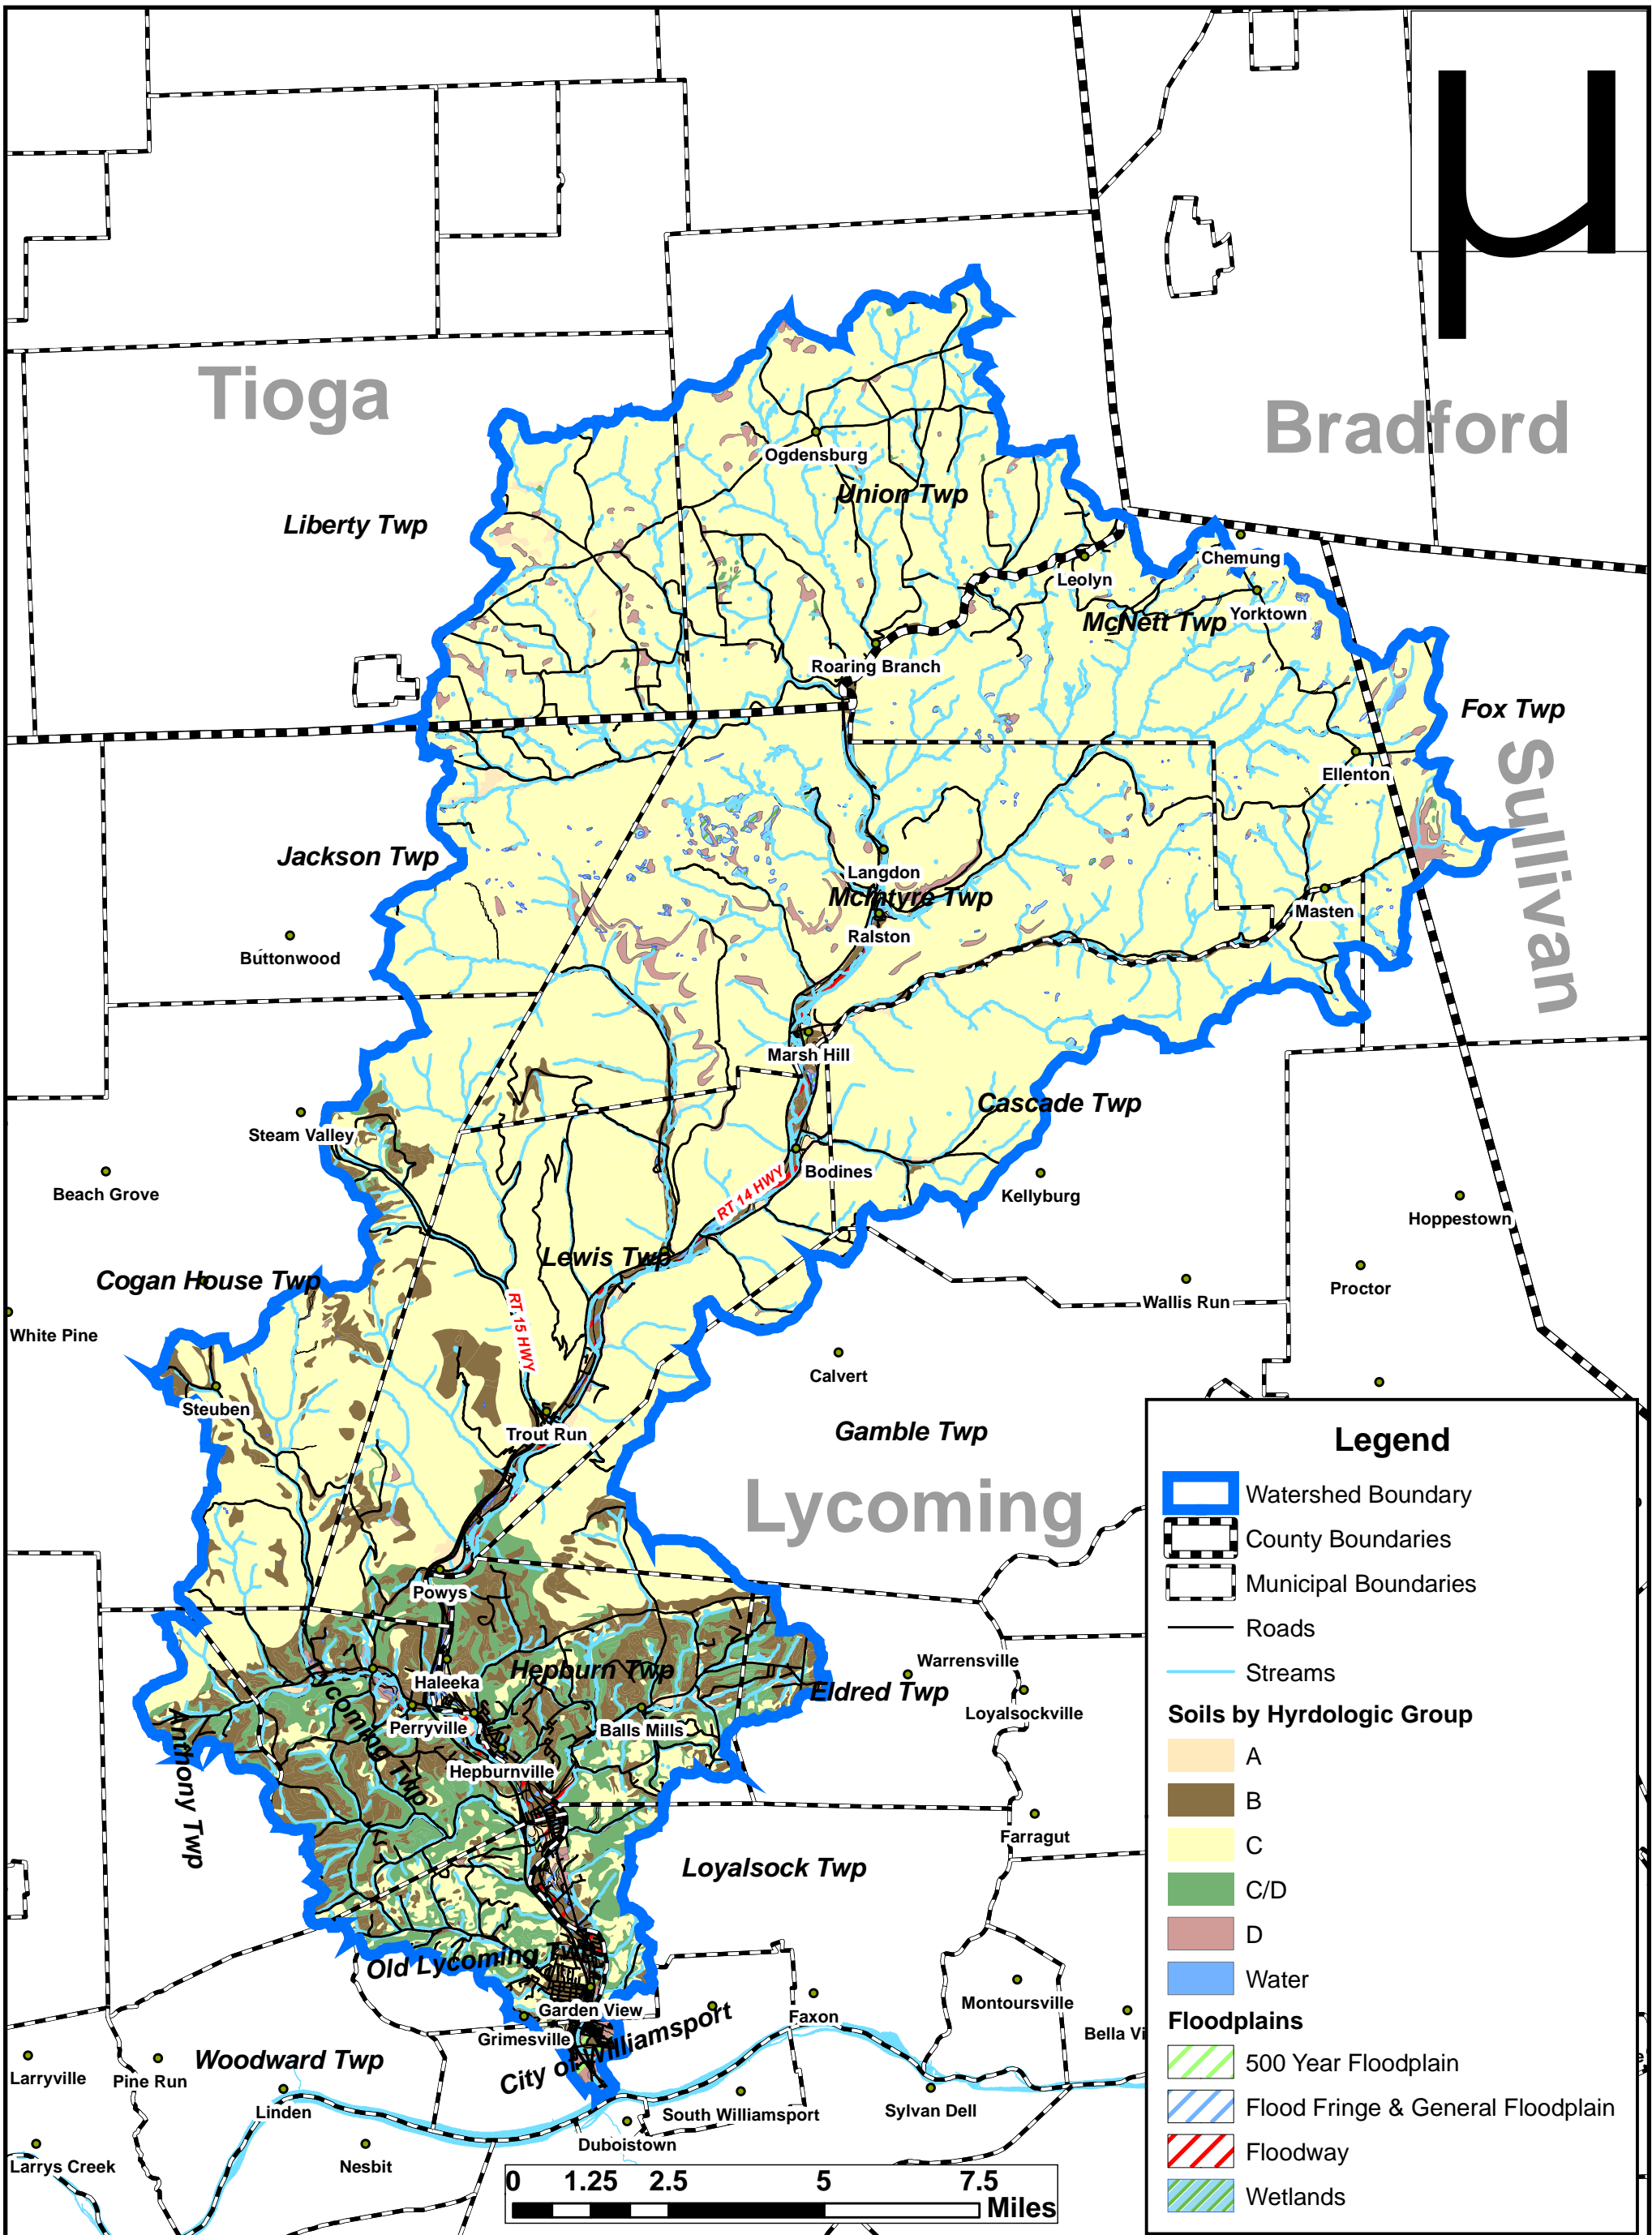 µ
Tioga
Bradford
Ogdensburg
Union Twp
Liberty Twp
Chemung
Leolyn
McNett Twp
Yorktown
Roaring Branch
Fox Twp
Sullivan
Ellenton
Jackson Twp
Langdon
McIntyre Twp
Masten
Ralston
Buttonwood
Marsh Hill
Cascade Twp
Steam Valley
Beach Grove
Bodines
RT 14 HWY
Kellyburg
Hoppestown
Lewis Twp
Cogan House Twp
Wallis Run
Proctor
RT 15 HWY
White Pine
Calvert
Steuben
Trout Run
Gamble Twp
Lycoming
Powys
Hepburn Twp
Warrensville
Haleeka
Eldred Twp
Loyalsockville
Lycoming Twp
Perryville
Balls Mills
Anthony Twp
Hepburnville
Farragut
Loyalsock Twp
Old Lycoming Twp
Garden View
Montoursville
Faxon
Grimesville
Bella Vi
City of Williamsport
Woodward Twp
Larryville
Pine Run
Linden
South Williamsport
Sylvan Dell
Duboistown
Larrys Creek
Nesbit
0 1.25 2.5 5 7.5
Miles
Legend
Watershed Boundary
County Boundaries
Municipal Boundaries
Roads
Streams
Soils by Hyrdologic Group
A
B
C
C/D
D
Water
Floodplains
500 Year Floodplain
Flood Fringe & General Floodplain
Floodway
Wetlands